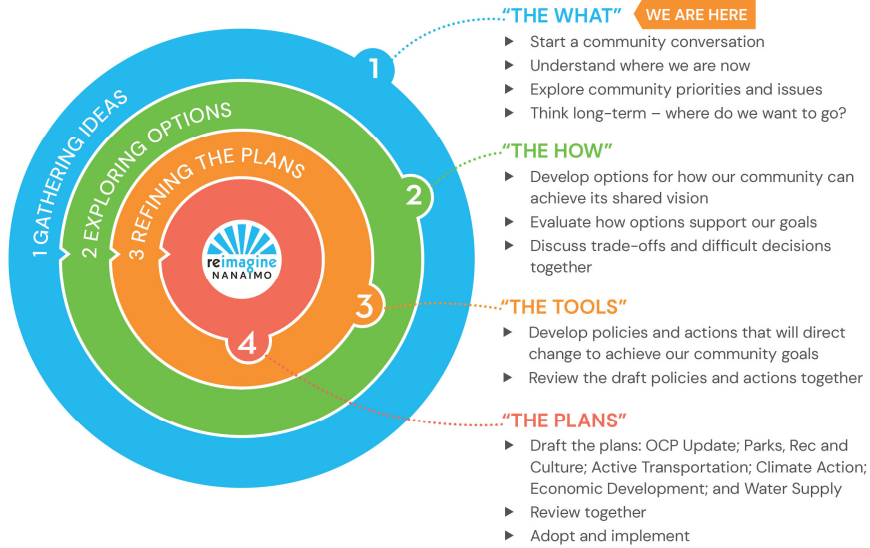 “THE WHAT” WE ARE HERE
▶ Start a community conversation
▶ Understand where we are now
▶ Explore community priorities and issues
▶ Think long-term – where do we want to go?
“THE HOW”
▶ Develop options for how our community can
achieve its shared vision
▶ Evaluate how options support our goals
▶ Discuss trade-offs and difficult decisions
together
“THE TOOLS”
▶ Develop policies and actions that will direct
change to achieve our community goals
▶ Review the draft policies and actions together
“THE PLANS”
▶ Draft the plans: OCP Update; Parks, Rec and
Culture; Active Transportation; Climate Action;
Economic Development; and Water Supply
▶ Review together
▶ Adopt and implement
1 GATHERING IDEAS
2 EXPLORING OPTIONS
3 REFINING THE PLANS
reimagine
NANAIMO
1
2
3
4